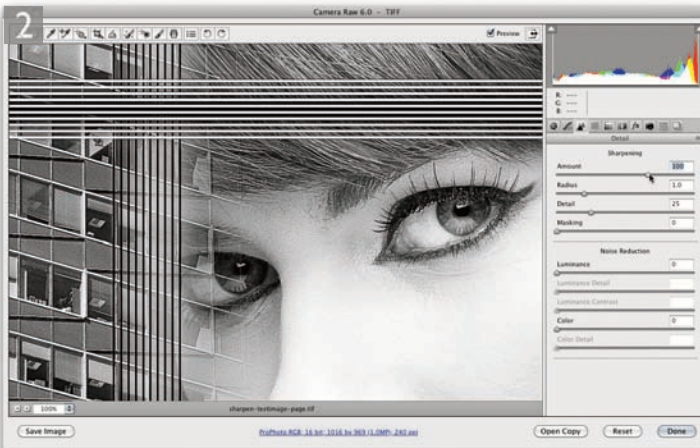 2
Camera Raw 6.0 - TIFF
Preview
R: ---
G: ---
B: ---
Detail
Sharpening
Amount 100
Radius 1.0
Detail 25
Masking 0
Noise Reduction
Luminance 0
Luminance Detail
Luminance Contrast
Color 0
Color Detail
100%
sharpen-testimage-page.tif
Save Image
ProPhoto RGB; 16 bit; 1016 by 969 (1.0MP); 240 ppi
Open Copy
Reset
Done